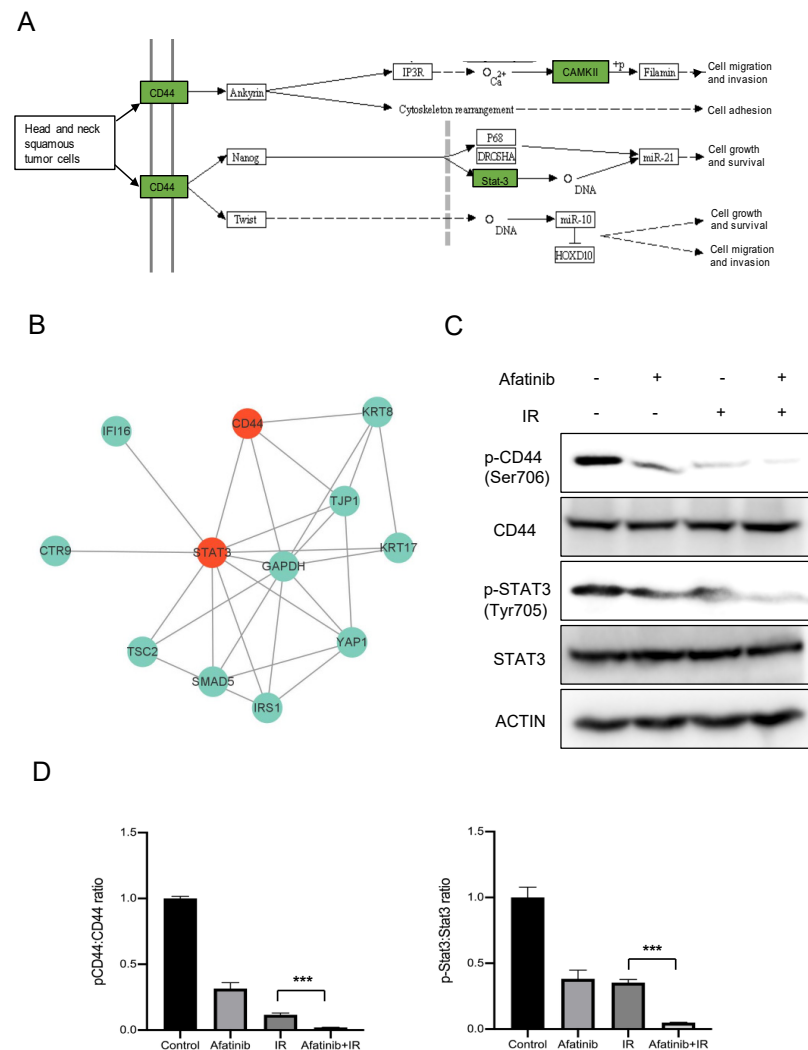 A
CD44
Ankyrin
IP3R
Ca
2+
CAMKII
+p
Filamin
Cell migration
and invasion
Cytoskeleton rearrangement
Cell adhesion
Head and neck
squamous
tumor cells
CD44
Nanog
P68
DROSHA
miR-21
Cell growth
and survival
Stat-3
DNA
Twist
DNA
miR-10
HOXD10
Cell growth
and survival
Cell migration
and invasion
B
CD44
KRT8
IFI16
TJP1
CTR9
STAT3
GAPDH
KRT17
TSC2
YAP1
SMAD5
IRS1
C
Afatinib - + - +
IR - - + +
p-CD44
(Ser706)
CD44
p-STAT3
(Tyr705)
STAT3
ACTIN
D
pCD44:CD44 ratio
1.5
1.0
0.5
0.0
***
Control Afatinib IR Afatinib+IR
p-Stat3:Stat3 ratio
1.5
1.0
0.5
0.0
***
Control Afatinib IR Afatinib+IR